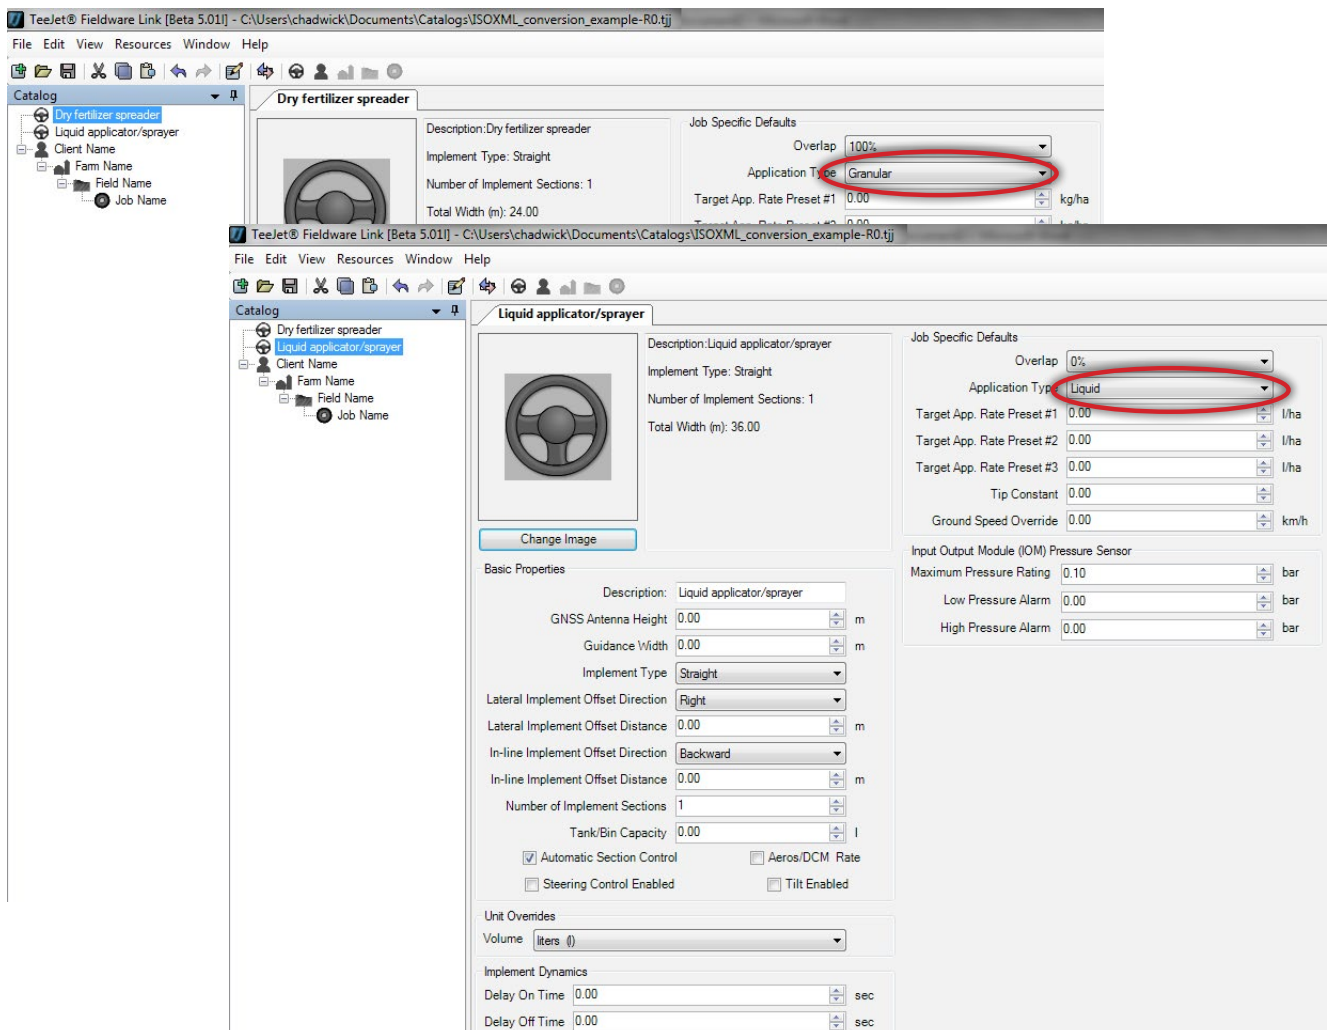 TeeJet® Fieldware Link [Beta 5.01l] - C:\Users\chadwick\Documents\Catalogs\ISOXML_conversion_example-R0.tjj
File Edit View Resources Window Help
Catalog
Dry fertilizer spreader
Liquid applicator/sprayer
Client Name
Farm Name
Field Name
Job Name
Dry fertilizer spreader
Description:Dry fertilizer spreader
Implement Type: Straight
Number of Implement Sections: 1
Total Width (m): 24.00
Job Specific Defaults
Overlap 100%
Application Type Granular
Target App. Rate Preset #1 0.00 kg/ha
TeeJet® Fieldware Link [Beta 5.01l] - C:\Users\chadwick\Documents\Catalogs\ISOXML_conversion_example-R0.tjj
File Edit View Resources Window Help
Catalog
Dry fertilizer spreader
Liquid applicator/sprayer
Client Name
Farm Name
Field Name
Job Name
Liquid applicator/sprayer
Description:Liquid applicator/sprayer
Implement Type: Straight
Number of Implement Sections: 1
Total Width (m): 36.00
Change Image
Basic Properties
Description: Liquid applicator/sprayer
GNSS Antenna Height 0.00 m
Guidance Width 0.00 m
Implement Type Straight
Lateral Implement Offset Direction Right
Lateral Implement Offset Distance 0.00 m
In-line Implement Offset Direction Backward
In-line Implement Offset Distance 0.00 m
Number of Implement Sections 1
Tank/Bin Capacity 0.00 l
Automatic Section Control Aeros/DCM Rate
Steering Control Enabled Tilt Enabled
Unit Overrides
Volume liters (l)
Implement Dynamics
Delay On Time 0.00 sec
Delay Off Time 0.00 sec
Job Specific Defaults
Overlap 0%
Application Type Liquid
Target App. Rate Preset #1 0.00 l/ha
Target App. Rate Preset #2 0.00 l/ha
Target App. Rate Preset #3 0.00 l/ha
Tip Constant 0.00
Ground Speed Override 0.00 km/h
Input Output Module (IOM) Pressure Sensor
Maximum Pressure Rating 0.10 bar
Low Pressure Alarm 0.00 bar
High Pressure Alarm 0.00 bar